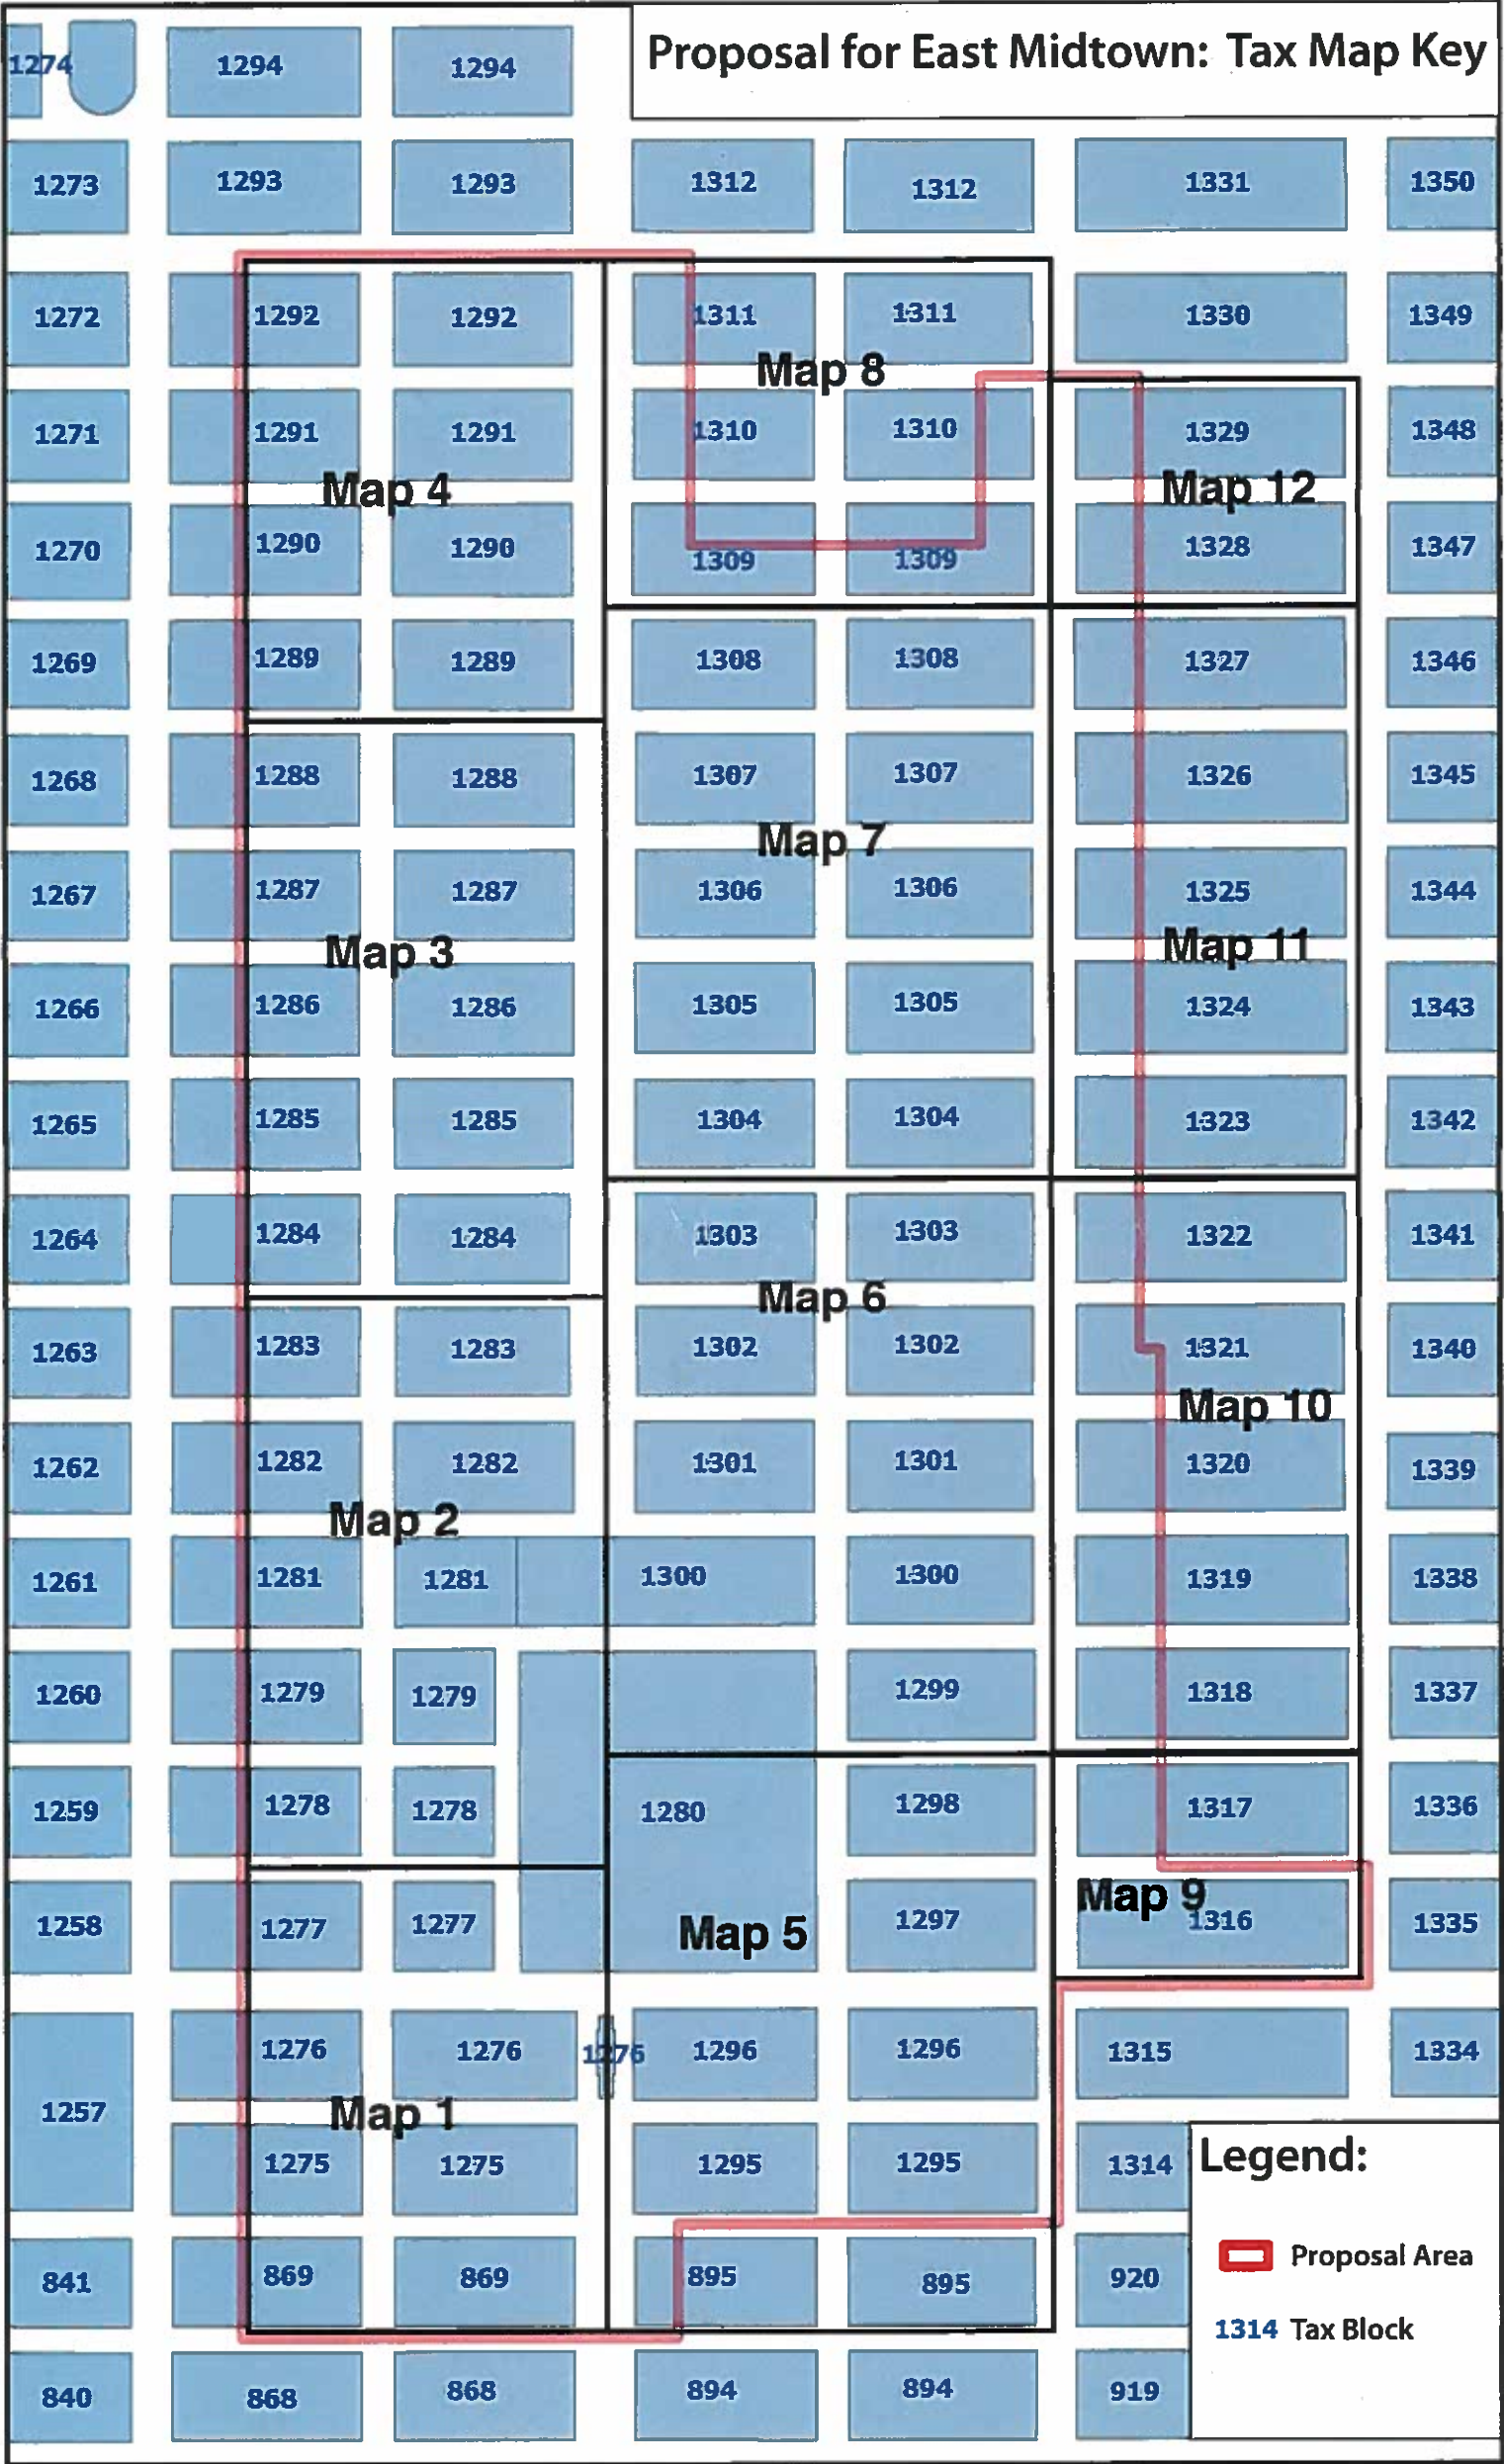 Proposal for East Midtown: Tax Map Key
1274 1294 1294
1273 1293 1293 1312 1312 1331 1350
1272 1292 1292 1311 1311 1330 1349
Map 8
1271 1291 1291 1310 1310 1329 1348
Map 4 Map 12
1270 1290 1290 1309 1309 1328 1347
1269 1289 1289 1308 1308 1327 1346
1268 1288 1288 1307 1307 1326 1345
Map 7
1267 1287 1287 1306 1306 1325 1344
Map 3 Map 11
1266 1286 1286 1305 1305 1324 1343
1265 1285 1285 1304 1304 1323 1342
1264 1284 1284 1303 1303 1322 1341
Map 6
1263 1283 1283 1302 1302 1321 1340
Map 10
1262 1282 1282 1301 1301 1320 1339
Map 2
1261 1281 1281 1300 1300 1319 1338
1260 1279 1279 1299 1318 1337
1259 1278 1278 1280 1298 1317 1336
Map 9
1258 1277 1277 1297 1316 1335
Map 5
1276 1276 1276 1296 1296 1315 1334
1257 Map 1
1275 1275 1295 1295 1314
Legend:
Proposal Area
841 869 869 895 895 920
1314 Tax Block
840 868 868 894 894 919